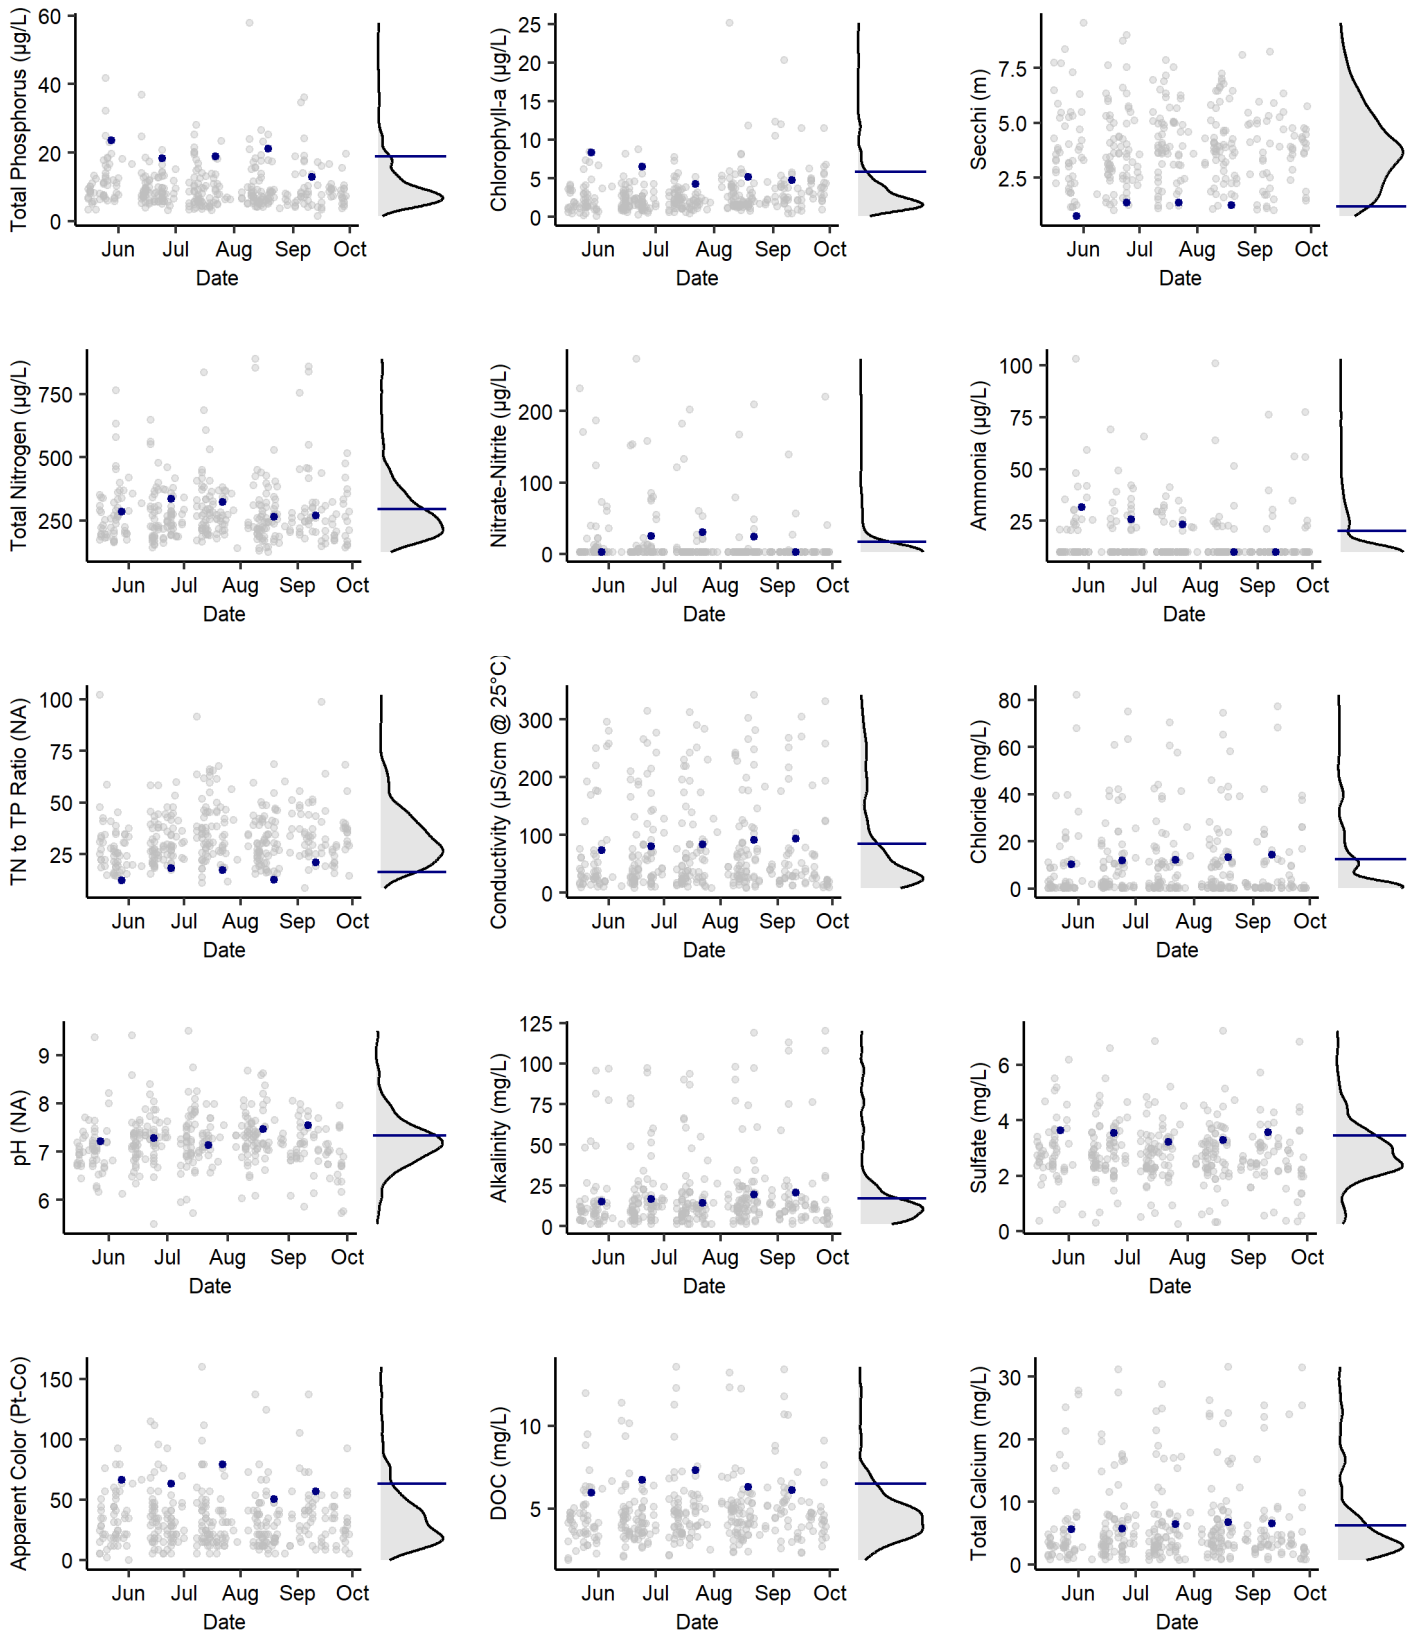 Total Phosphorus (µg/L)
60
40
20
0
Jun Jul Aug Sep Oct
Date
Chlorophyll-a (µg/L)
25
20
15
10
5
0
Jun Jul Aug Sep Oct
Date
Secchi (m)
7.5
5.0
2.5
Jun Jul Aug Sep Oct
Date
Total Nitrogen (µg/L)
750
500
250
Jun Jul Aug Sep Oct
Date
Nitrate-Nitrite (µg/L)
200
100
0
Jun Jul Aug Sep Oct
Date
Ammonia (µg/L)
100
75
50
25
Jun Jul Aug Sep Oct
Date
TN to TP Ratio (NA)
100
75
50
25
Jun Jul Aug Sep Oct
Date
Conductivity (µS/cm @ 25°C)
300
200
100
0
Jun Jul Aug Sep Oct
Date
Chloride (mg/L)
80
60
40
20
0
Jun Jul Aug Sep Oct
Date
pH (NA)
9
8
7
6
Jun Jul Aug Sep Oct
Date
Alkalinity (mg/L)
125
100
75
50
25
0
Jun Jul Aug Sep Oct
Date
Sulfate (mg/L)
6
4
2
0
Jun Jul Aug Sep Oct
Date
Apparent Color (Pt-Co)
150
100
50
0
Jun Jul Aug Sep Oct
Date
DOC (mg/L)
10
5
Jun Jul Aug Sep Oct
Date
Total Calcium (mg/L)
30
20
10
0
Jun Jul Aug Sep Oct
Date